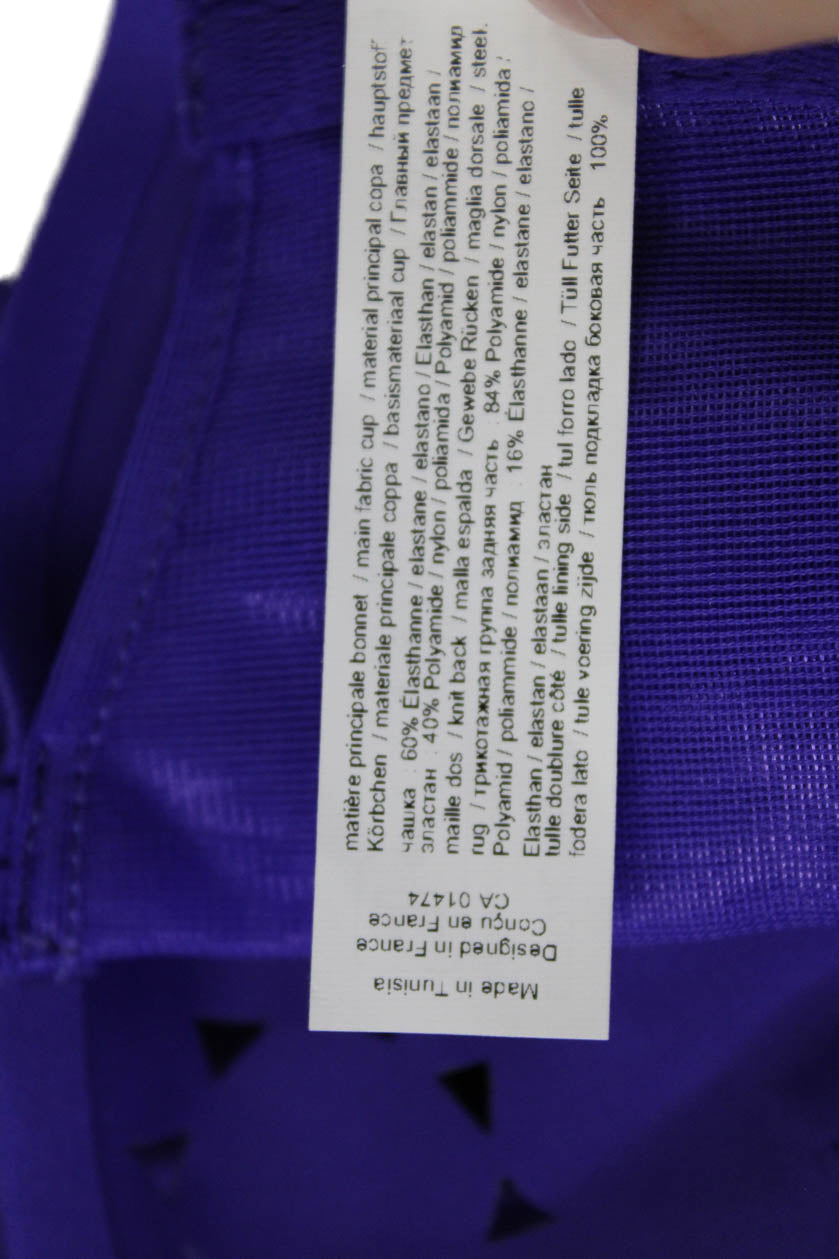 matière principale bonnet / main fabric cup / material principal copa / hauptstof
Körbchen / materiale principale coppa / basismateriaal cup / Главный предмет
чашка : 60% Élasthanne / elastane / elastano / Elasthan / elastan / elastaan /
эластан : 40% Polyamide / nylon / poliamida / Polyamid / poliammide / полиамид
maille dos / knit back / malla espalda / Gewebe Rücken / maglia dorsale / steel.
rug / трикотажная группа задняя часть : 84% Polyamide / nylon / poliamida /
Polyamid / poliammide / полиамид : 16% Élasthanne / elastane / elastano /
Elasthan / elastan / elastaan / эластан
tulle doublure côté / tulle lining side / tul forro lado / Tüll Futter Seite / tulle
fodera lato / tule voering zijde / тюль подкладка боковая часть 100%
Made in Tunisia
Designed in France
Conçu en France
CA 01474